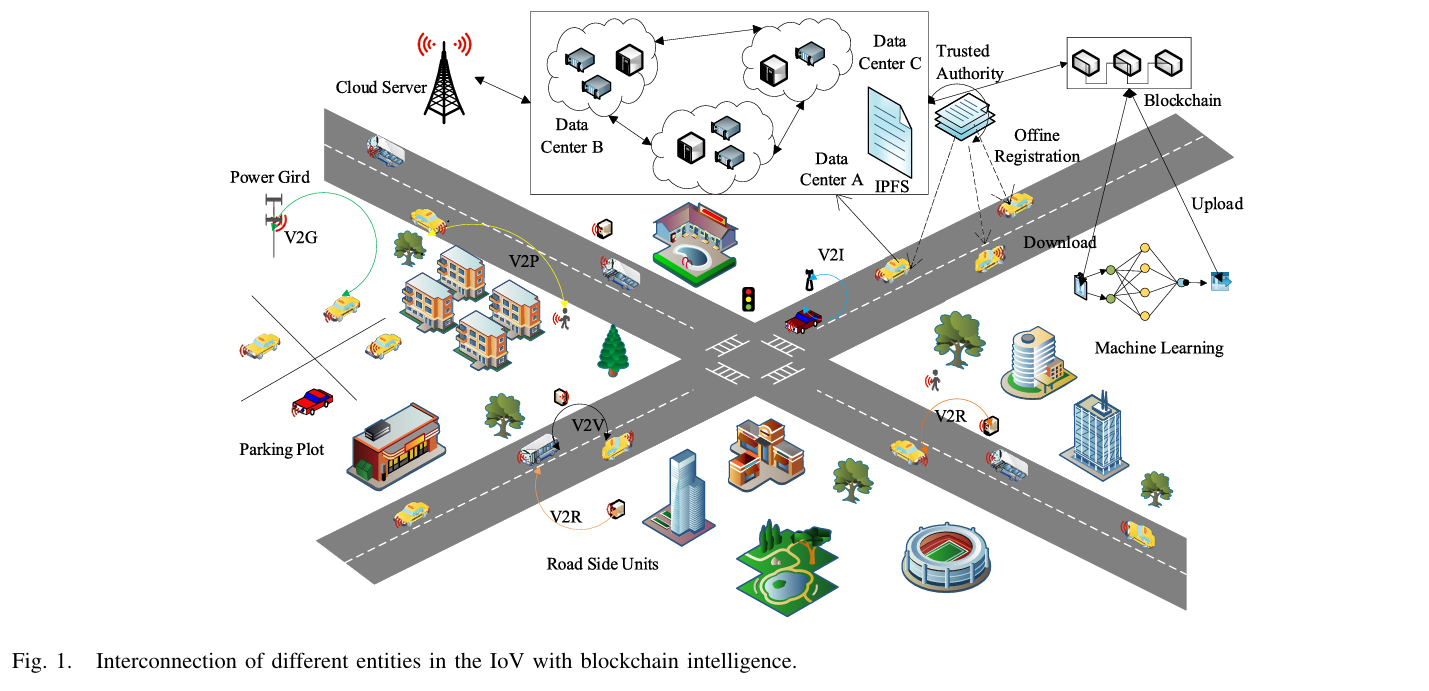 Cloud Server
Data
Center B
Data
Center C
Data
Center A
IPFS
Trusted
Authority
Blockchain
Offine
Registration
Upload
Download
Machine Learning
Power Gird
V2G
V2P
V2I
Parking Plot
V2V
V2R
V2R
Road Side Units
Fig. 1. Interconnection of different entities in the IoV with blockchain intelligence.